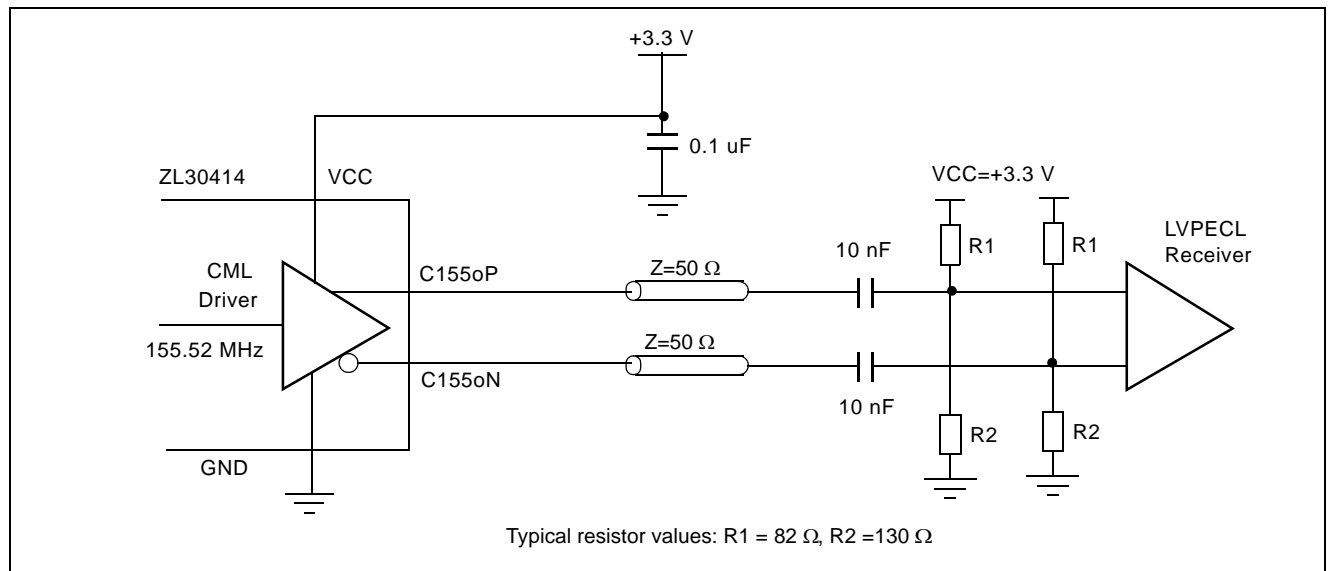 +3.3 V
0.1 uF
ZL30414
VCC
VCC=+3.3 V
R1
R1
LVPECL
Receiver
CML
Driver
C155oP
Z=50 Ω
10 nF
155.52 MHz
Z=50 Ω
C155oN
10 nF
R2
R2
GND
Typical resistor values: R1 = 82 Ω, R2 =130 Ω